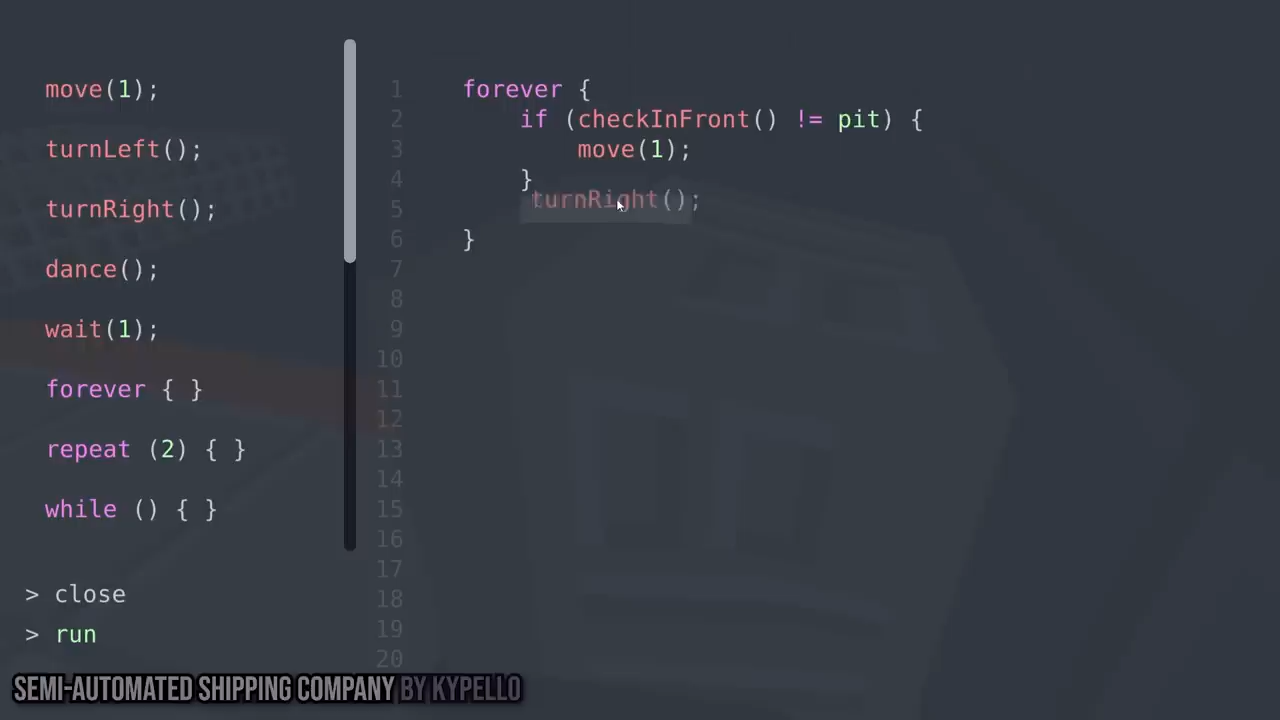 move(1);
turnLeft();
turnRight();
dance();
wait(1);
forever { }
repeat (2) { }
while () { }
> close
> run
1 forever {
2 if (checkInFront() != pit) {
3 move(1);
4 }
5 turnRight();
6 }
7
8
9
10
11
12
13
14
15
16
17
18
19
20
SEMI-AUTOMATED SHIPPING COMPANY BY KYPELLO